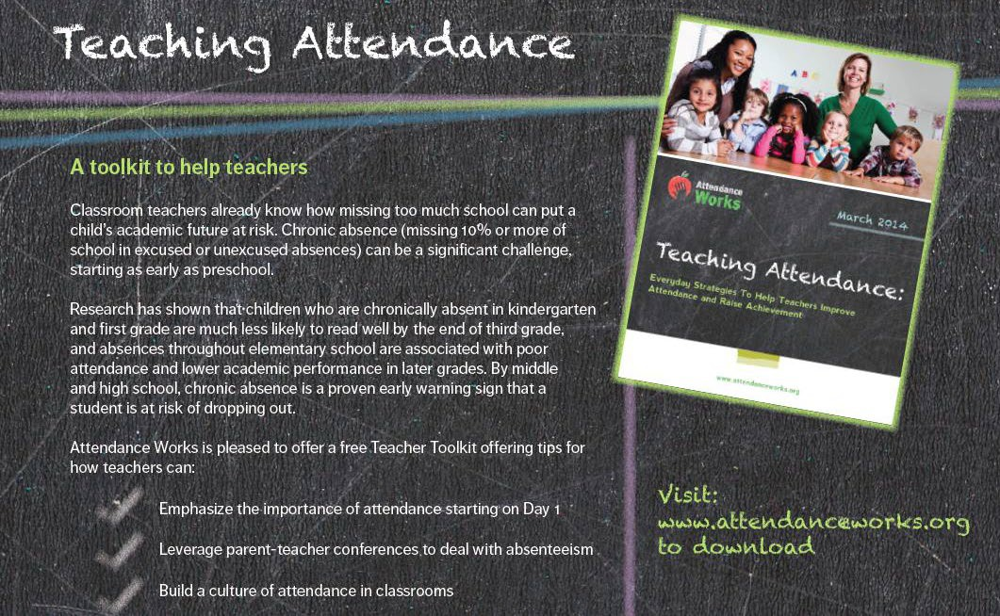 Teaching Attendance
A toolkit to help teachers
Classroom teachers already know how missing too much school can put a
child's academic future at risk. Chronic absence (missing 10% or more of
school in excused or unexcused absences) can be a significant challenge,
starting as early as preschool.
Research has shown that children who are chronically absent in kindergarten
and first grade are much less likely to read well by the end of third grade,
and absences throughout elementary school are associated with poor
attendance and lower academic performance in later grades. By middle
and high school, chronic absence is a proven early warning sign that a
student is at risk of dropping out.
Attendance Works is pleased to offer a free Teacher Toolkit offering tips for
how teachers can:
Emphasize the importance of attendance starting on Day 1
Leverage parent-teacher conferences to deal with absenteeism
Build a culture of attendance in classrooms
A B C
Attendance
Works
March 2014
Teaching Attendance:
Everyday Strategies To Help Teachers Improve
Attendance and Raise Achievement
www.attendanceworks.org
Visit:
www.attendanceworks.org
to download